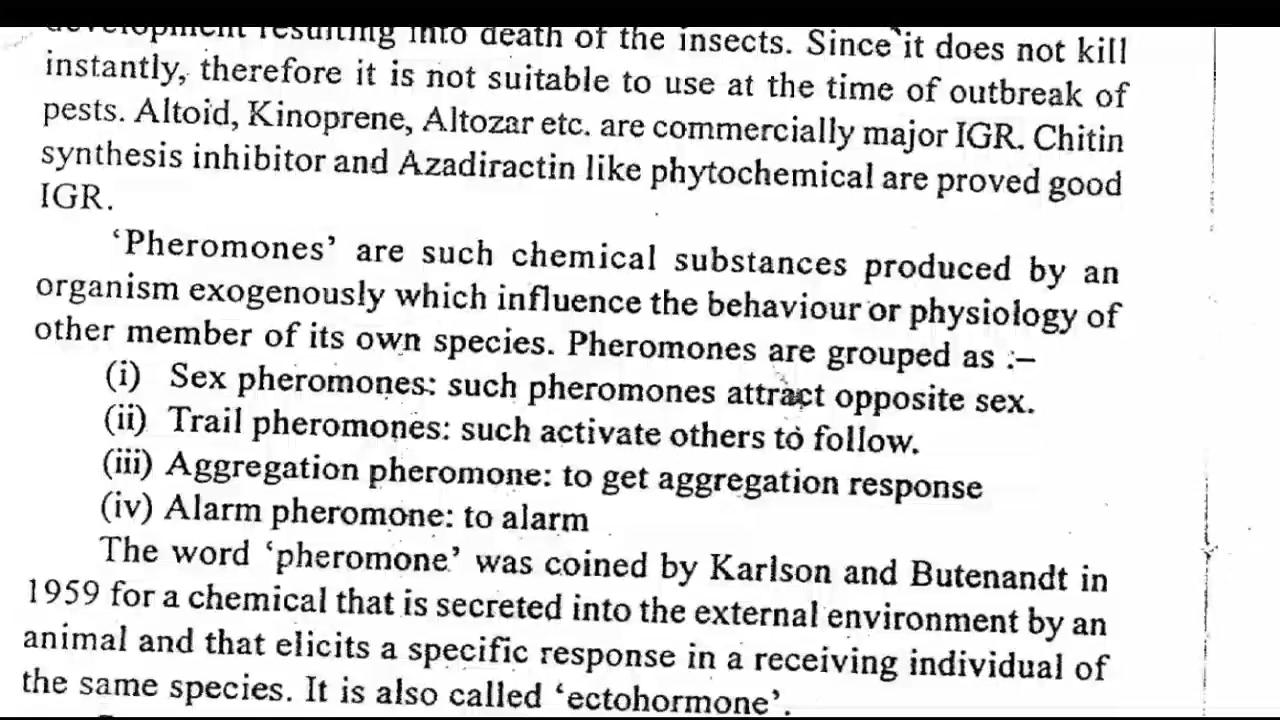 development resulting into death of the insects. Since it does not kill
instantly, therefore it is not suitable to use at the time of outbreak of
pests. Altoid, Kinoprene, Altozar etc. are commercially major IGR. Chitin
synthesis inhibitor and Azadiractin like phytochemical are proved good
IGR.
‘Pheromones’ are such chemical substances produced by an
organism exogenously which influence the behaviour or physiology of
other member of its own species. Pheromones are grouped as :–
(i) Sex pheromones: such pheromones attract opposite sex.
(ii) Trail pheromones: such activate others to follow.
(iii) Aggregation pheromone: to get aggregation response
(iv) Alarm pheromone: to alarm
The word ‘pheromone’ was coined by Karlson and Butenandt in
1959 for a chemical that is secreted into the external environment by an
animal and that elicits a specific response in a receiving individual of
the same species. It is also called ‘ectohormone’.